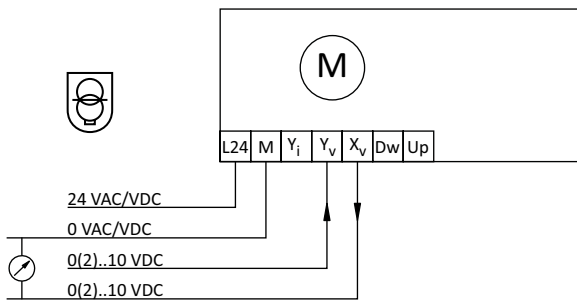 M
L24 M Yi Yv Xv Dw Up
24 VAC/VDC
0 VAC/VDC
0(2)..10 VDC
0(2)..10 VDC